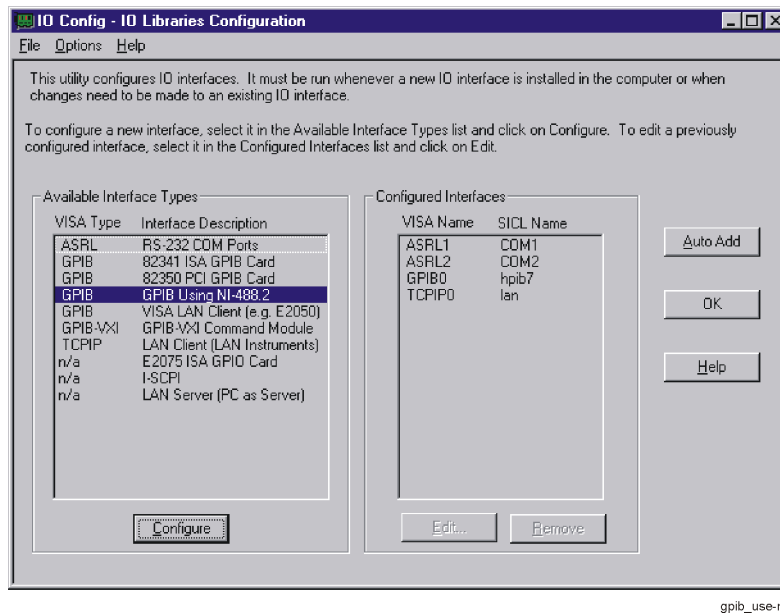 IO Config - IO Libraries Configuration
File Options Help
This utility configures IO interfaces. It must be run whenever a new IO interface is installed in the computer or when
changes need to be made to an existing IO interface.
To configure a new interface, select it in the Available Interface Types list and click on Configure. To edit a previously
configured interface, select it in the Configured Interfaces list and click on Edit.
Available Interface Types
VISA Type Interface Description
ASRL RS-232 COM Ports
GPIB 82341 ISA GPIB Card
GPIB 82350 PCI GPIB Card
GPIB GPIB Using NI-488.2
GPIB VISA LAN Client (e.g. E2050)
GPIB-VXI GPIB-VXI Command Module
TCPIP LAN Client (LAN Instruments)
n/a E2075 ISA GPIO Card
n/a I-SCPI
n/a LAN Server (PC as Server)
Configure
Configured Interfaces
VISA Name SICL Name
ASRL1 COM1
ASRL2 COM2
GPIB0 hpib7
TCPIP0 lan
Edit... Remove
Auto Add
OK
Help
gpib_use-r